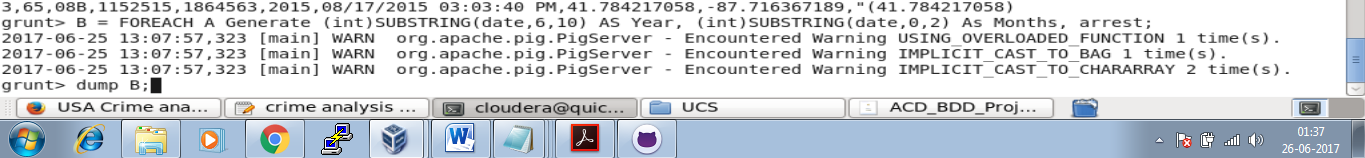 3,65,08B,1152515,1864563,2015,08/17/2015 03:03:40 PM,41.784217058,-87.716367189,"(41.784217058)
grunt> B = FOREACH A Generate (int)SUBSTRING(date,6,10) AS Year, (int)SUBSTRING(date,0,2) As Months, arrest;
2017-06-25 13:07:57,323 [main] WARN  org.apache.pig.PigServer - Encountered Warning USING_OVERLOADED_FUNCTION 1 time(s).
2017-06-25 13:07:57,323 [main] WARN  org.apache.pig.PigServer - Encountered Warning IMPLICIT_CAST_TO_BAG 1 time(s).
2017-06-25 13:07:57,323 [main] WARN  org.apache.pig.PigServer - Encountered Warning IMPLICIT_CAST_TO_CHARARRAY 2 time(s).
grunt> dump B;
USA Crime ana... crime analysis ... cloudera@quic... UCS ACD_BDD_Proj...
01:37
26-06-2017